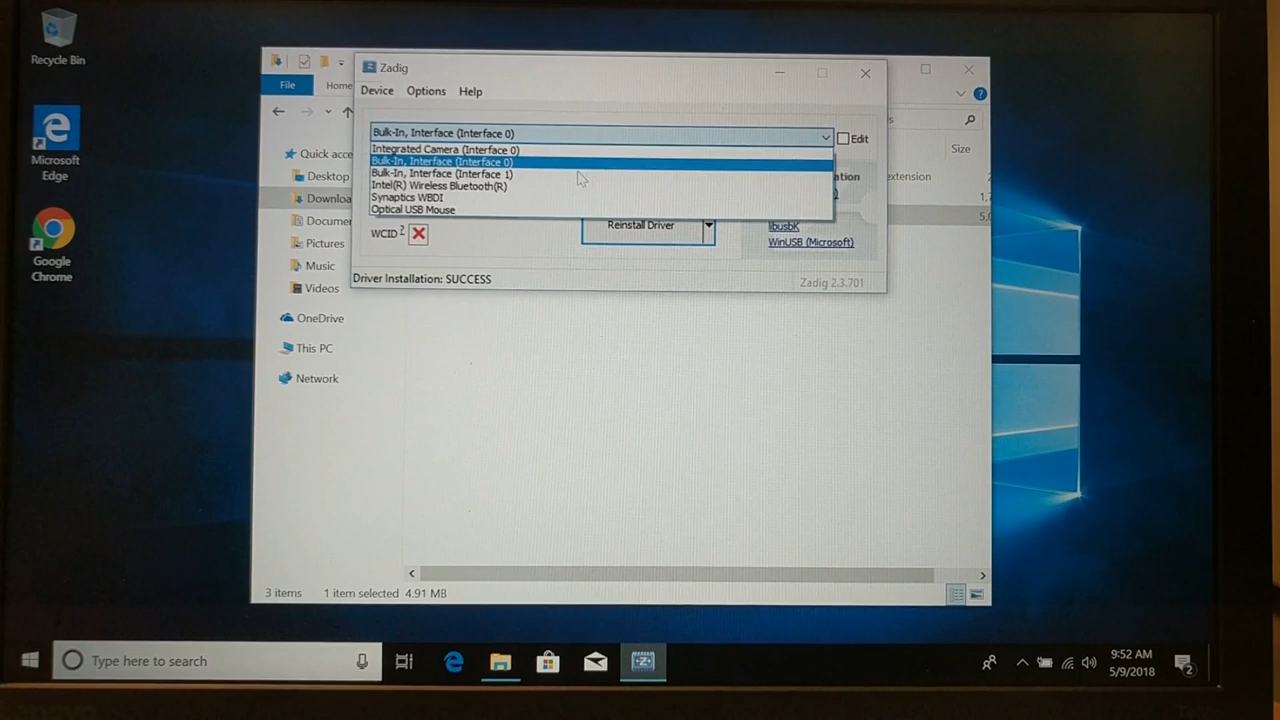 Recycle Bin
Microsoft
Edge
Google
Chrome
File
Home
Zadig
Device Options Help
Bulk-In, Interface (Interface 0)
Edit
Integrated Camera (Interface 0)
Bulk-In, Interface (Interface 0)
Bulk-In, Interface (Interface 1)
Intel(R) Wireless Bluetooth(R)
Synaptics WBDI
Optical USB Mouse
WCID ?
Reinstall Driver
libusbK
WinUSB (Microsoft)
Driver Installation: SUCCESS
Zadig 2.3.701
Size
extension
Quick acce
Desktop
Downloa
Documen
Pictures
Music
Videos
OneDrive
This PC
Network
3 items 1 item selected 4.91 MB
Type here to search
9:52 AM
5/9/2018
2